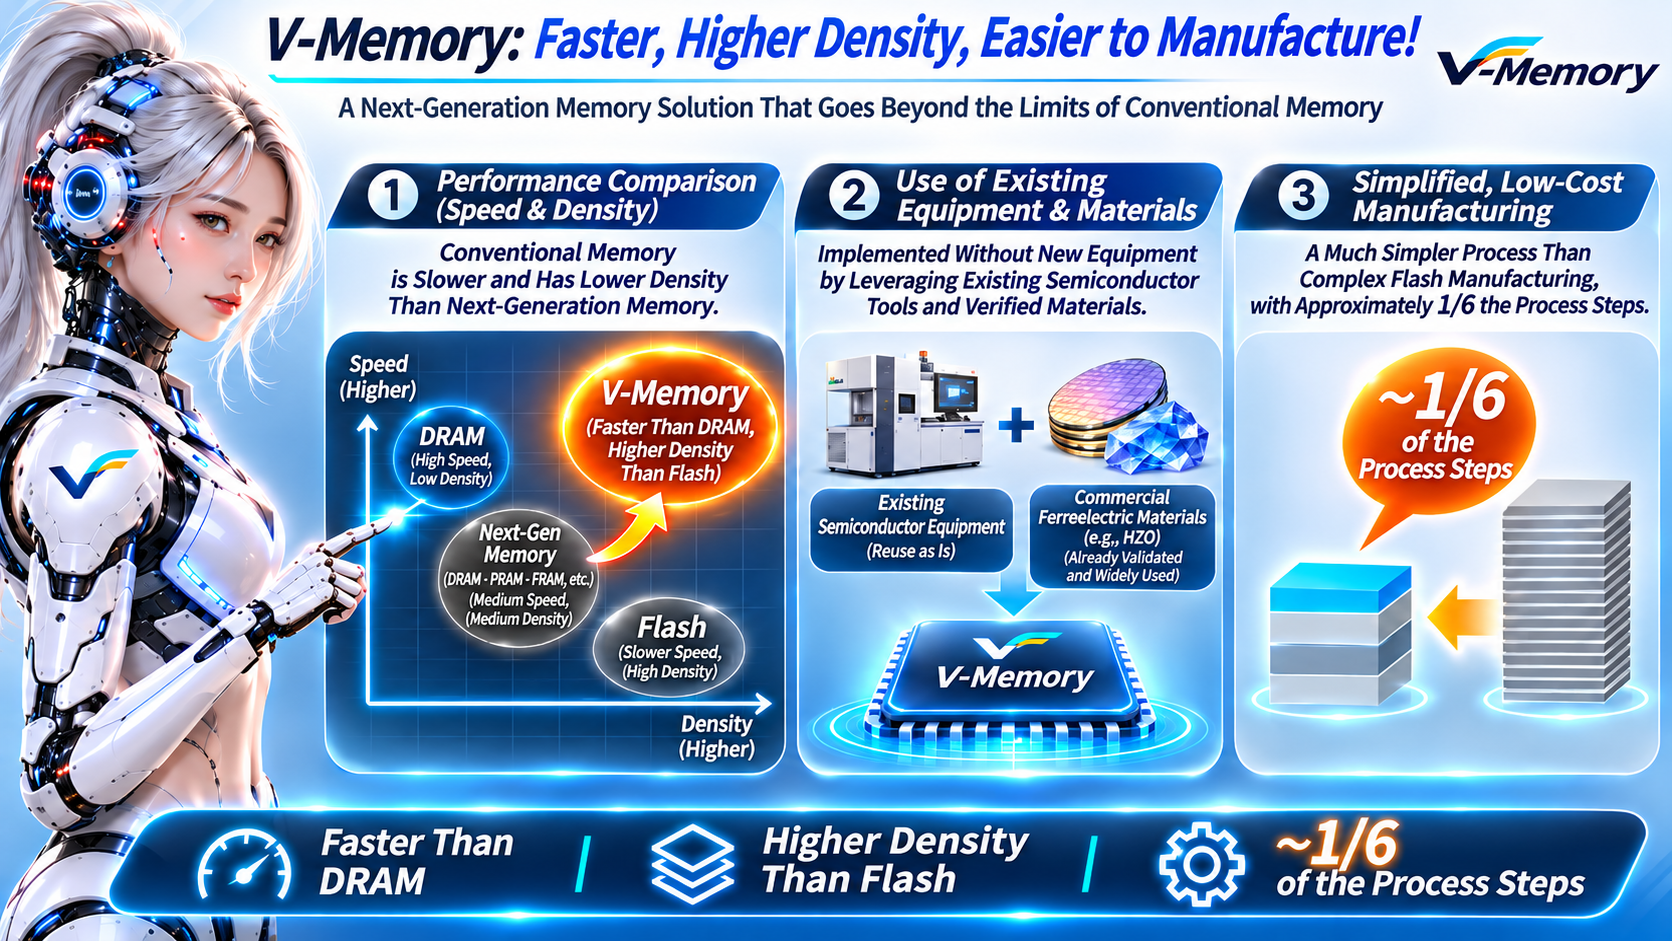 V-Memory: Faster, Higher Density, Easier to Manufacture!
V-Memory
A Next-Generation Memory Solution That Goes Beyond the Limits of Conventional Memory
1
Performance Comparison
(Speed & Density)
Conventional Memory
is Slower and Has Lower Density
Than Next-Generation Memory.
Speed
(Higher)
DRAM
(High Speed,
Low Density)
V-Memory
(Faster Than DRAM,
Higher Density
Than Flash)
Next-Gen
Memory
(DRAM - PRAM - FRAM, etc.)
(Medium Speed,
(Medium Density)
Flash
(Slower Speed,
(High Density)
Density
(Higher)
2
Use of Existing
Equipment & Materials
Implemented Without New Equipment
by Leveraging Existing Semiconductor
Tools and Verified Materials.
Existing
Semiconductor Equipment
(Reuse as Is)
Commercial
Ferreelectric Materials
(e.g,, HZO)
(Already Validated
and Widely Used)
V-Memory
3
Simplified, Low-Cost
Manufacturing
A Much Simpler Process Than
Complex Flash Manufacturing,
with Approximately 1/6 the Process Steps.
~1/6
of the
Process Steps
Faster Than
DRAM
Higher Density
Than Flash
~1/6
of the Process Steps